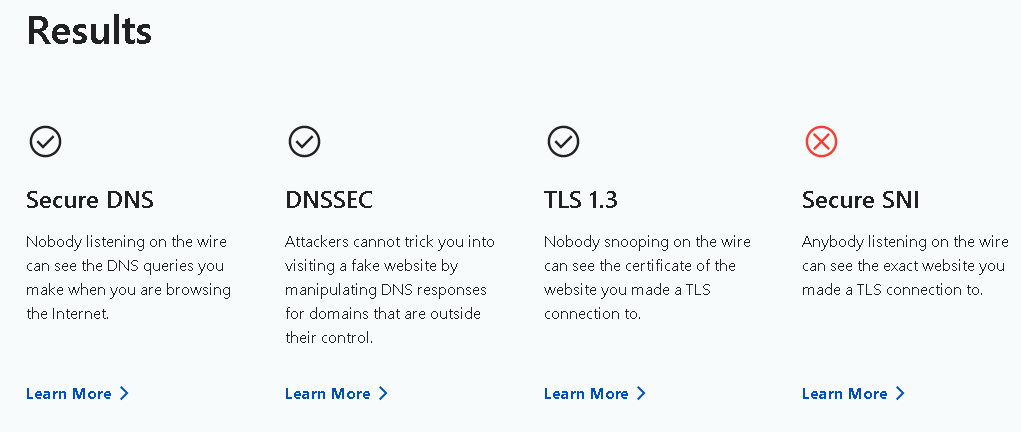 Results
Secure DNS
Nobody listening on the wire
can see the DNS queries you
make when you are browsing
the Internet.
Learn More
DNSSEC
Attackers cannot trick you into
visiting a fake website by
manipulating DNS responses
for domains that are outside
their control.
Learn More
TLS 1.3
Nobody snooping on the wire
can see the certificate of the
website you made a TLS
connection to.
Learn More
Secure SNI
Anybody listening on the wire
can see the exact website you
made a TLS connection to.
Learn More